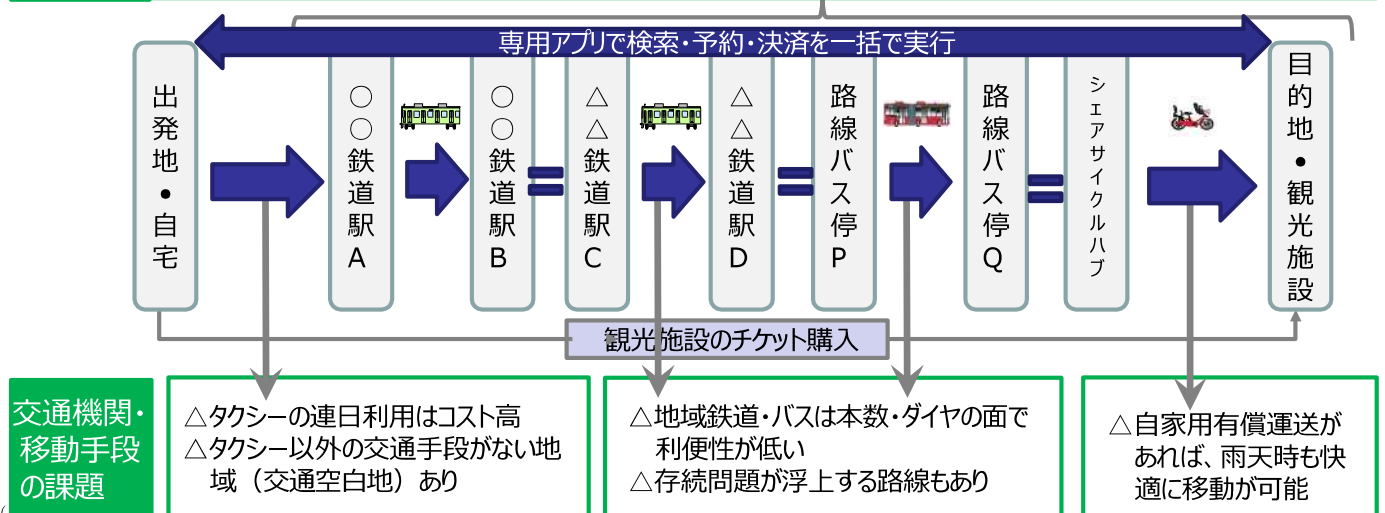 専用アプリで検索・予約・決済を一括で実行
出発地・自宅
○○鉄道駅A
○○鉄道駅B
△△鉄道駅C
△△鉄道駅D
路線バス停P
路線バス停Q
シェアサイクルハブ
目的地・観光施設
観光施設のチケット購入
交通機関・
移動手段
の課題
△タクシーの連日利用はコスト高
△タクシー以外の交通手段がない地
域（交通空白地）あり
△地域鉄道・バスは本数・ダイヤの面で
利便性が低い
△存続問題が浮上する路線もあり
△自家用有償運送が
あれば、雨天時も快
適に移動が可能